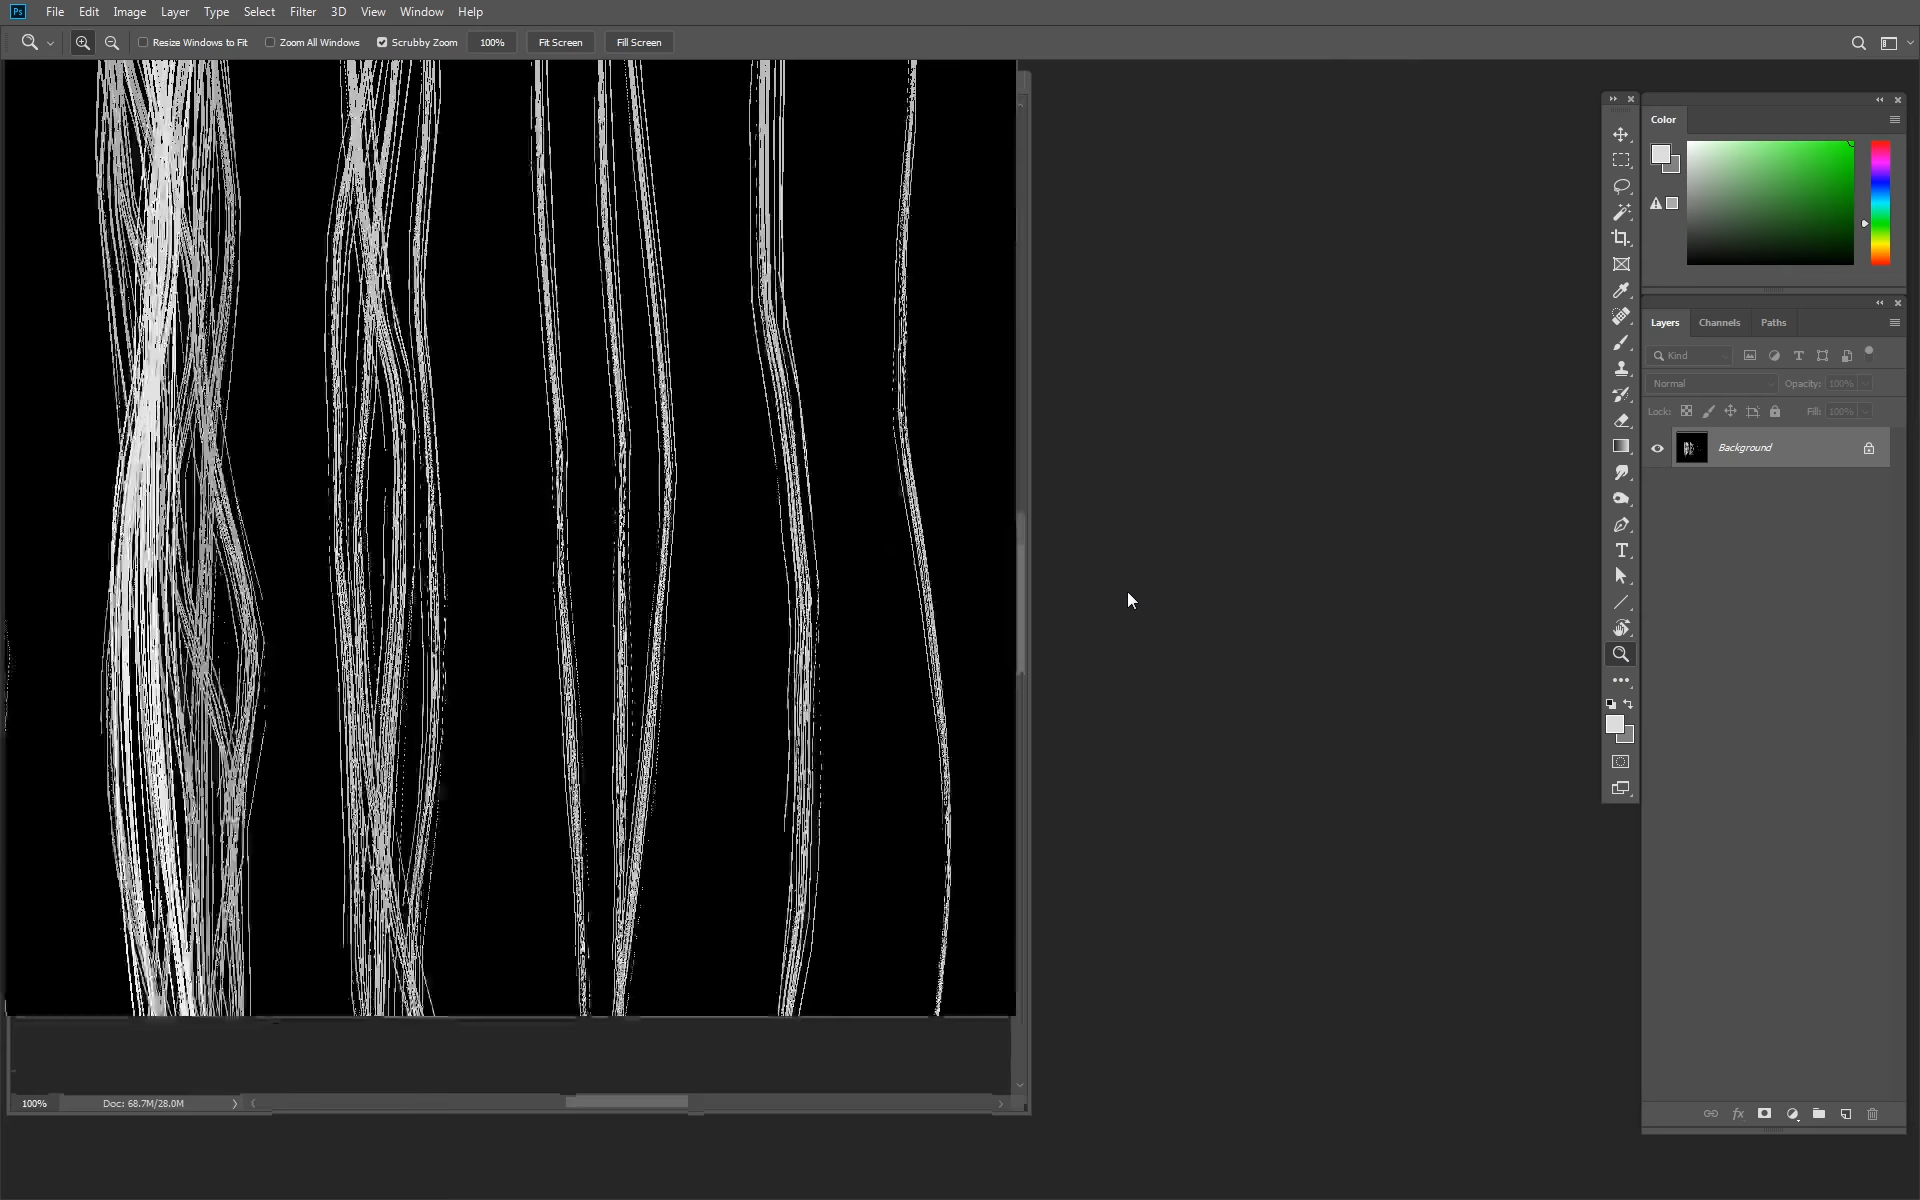 Ps File Edit Image Layer Type Select Filter 3D View Window Help
Resize Windows to Fit Zoom All Windows Scrubby Zoom 100% Fit Screen Fill Screen
Color
Layers Channels Paths
Kind T
Normal Opacity: 100%
Lock: Fill: 100%
Background
T
100% Doc: 68.7M/28.0M
fx